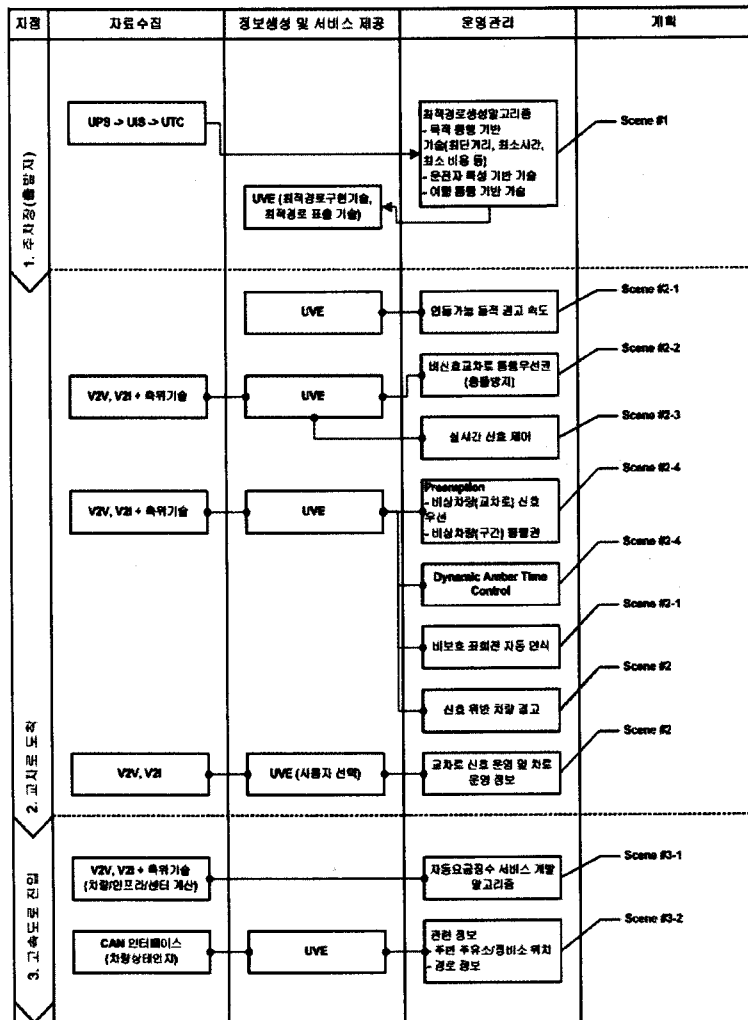 지점 자료수집 정보생성 및 서비스 제공 운영관리 계획
1. 주차장(출발지)
UPS -> UIS -> UTC
최적경로생성알고리즘
- 목적 통행 기반
기술(최단거리, 최소시간,
최소 비용 등)
- 운전자 특성 기반 기술
- 여행 통행 기반 기술
Scene #1
UVE (최적경로구현기술,
최적경로 표출 기술)
2. 교차로 도착
UVE
연동가능 동적 권고 속도
Scene #2-1
V2V, V2I + 측위기술
UVE
비신호교차로 통행우선권
(충돌방지)
Scene #2-2
실시간 신호 제어
Scene #2-3
V2V, V2I + 측위기술
UVE
Preemption
- 비상차량(교차로) 신호
우선
- 비상차량(구간) 통행권
Scene #2-4
Dynamic Amber Time
Control
Scene #2-4
비보호 좌회전 자동 인식
Scene #2-1
신호 위반 차량 경고
Scene #2
V2V, V2I
UVE (사용자 선택)
교차로 신호 운영 및 차로
운영 정보
Scene #2
3. 고속도로 진입
V2V, V2I + 측위기술
(차량/인프라/센터 계산)
자동요금징수 서비스 개발
알고리즘
Scene #3-1
CAN 인터페이스
(차량상태인지)
UVE
관련 정보
- 주변 주유소/정비소 위치
- 경로 정보
Scene #3-2